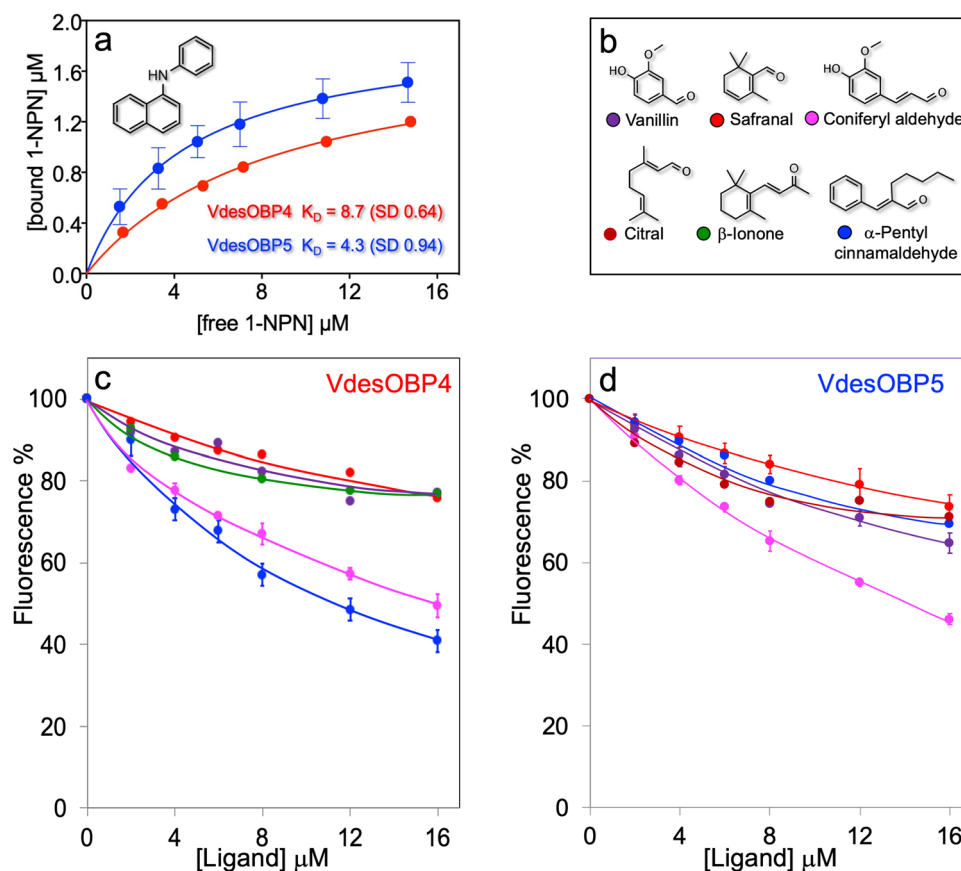 a
2.0
1.6
1.2
0.8
0.4
0.0
[bound 1-NPN] µM
HN
VdesOBP4 K_D = 8.7 (SD 0.64)
VdesOBP5 K_D = 4.3 (SD 0.94)
0 4 8 12 16
[free 1-NPN] µM
b
HO O O
O
HO O O
Vanillin Safranal Coniferyl aldehyde
O O O
Citral β-Ionone α-Pentyl
cinnamaldehyde
c
VdesOBP4
100
80
60
40
20
0
Fluorescence %
0 4 8 12 16
[Ligand] µM
d
VdesOBP5
100
80
60
40
20
0
Fluorescence %
0 4 8 12 16
[Ligand] µM